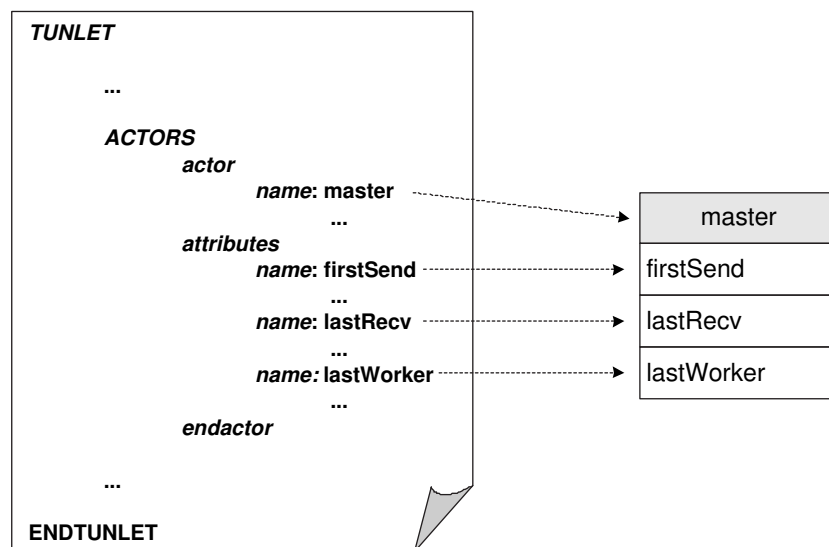 TUNLET
...
ACTORS
actor
name: master
...
attributes
name: firstSend
...
name: lastRecv
...
name: lastWorker
...
endactor
...
ENDTUNLET
master
firstSend
lastRecv
lastWorker